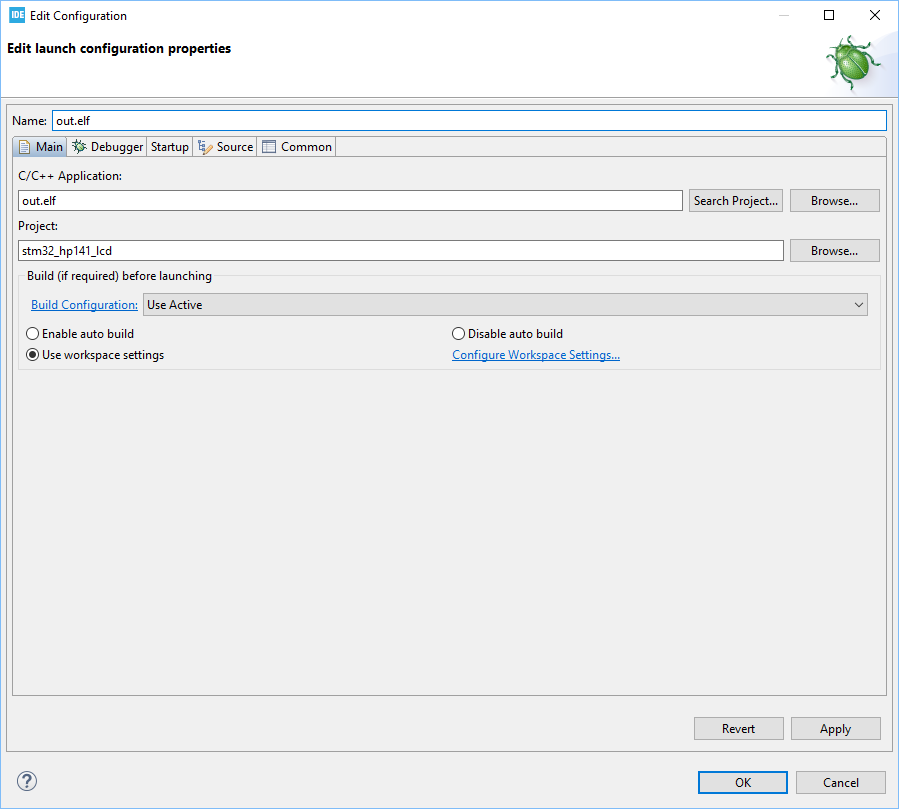 IDE Edit Configuration
Edit launch configuration properties
Name: out.elf
Main Debugger Startup Source Common
C/C++ Application:
out.elf Search Project... Browse...
Project:
stm32_hp141_lcd Browse...
Build (if required) before launching
Build Configuration: Use Active
Enable auto build Disable auto build
Use workspace settings Configure Workspace Settings...
Revert Apply
? OK Cancel